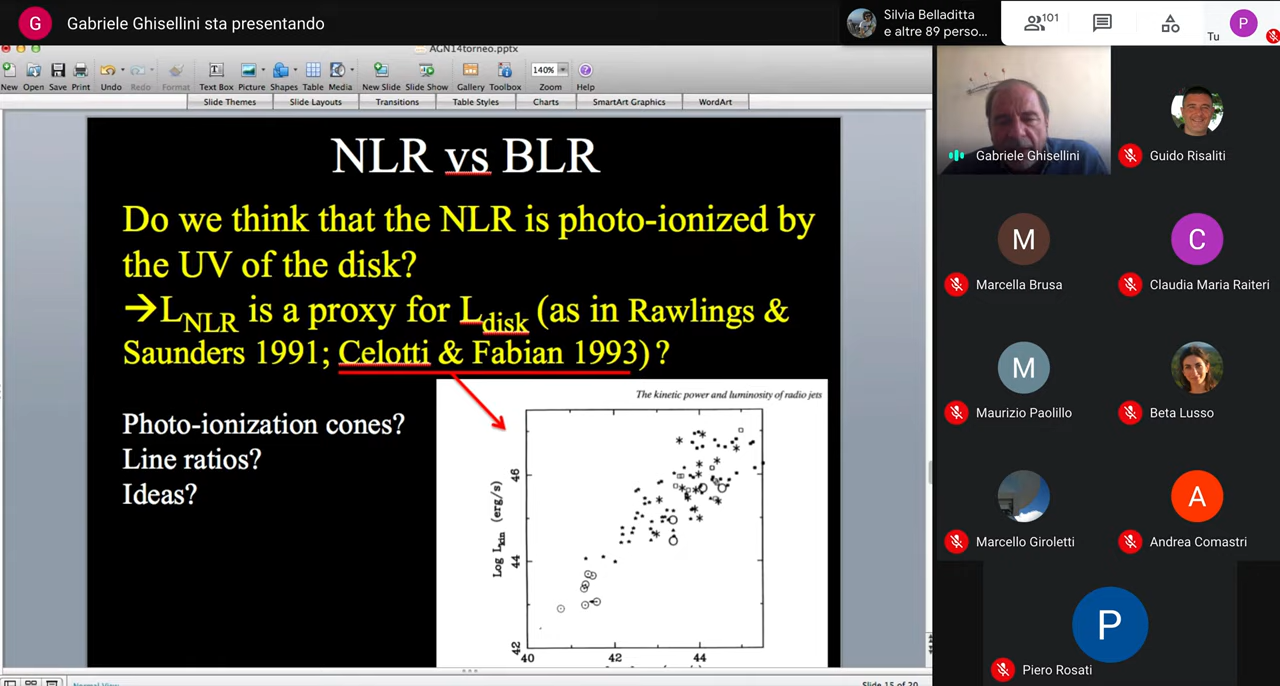 G
Gabriele Ghisellini sta presentando
Silvia Belladitta
e altre 89 perso...
101
Tu
P
AGN14torneo.pptx
New Open Save Print Undo Redo Format Text Box Picture Shapes Table Media New Slide Slide Show Gallery Toolbox Zoom Help
140%
Slide Themes Slide Layouts Transitions Table Styles Charts SmartArt Graphics WordArt
NLR vs BLR
Do we think that the NLR is photo-ionized by
the UV of the disk?
→LNLR is a proxy for Ldisk (as in Rawlings &
Saunders 1991; Celotti & Fabian 1993)?
Photo-ionization cones?
Line ratios?
Ideas?
The kinetic power and luminosity of radio jets
Log Lkin (erg/s)
46
44
42
40 42 44
Normal View
Slide 15 of 20
Gabriele Ghisellini
Guido Risaliti
M
Marcella Brusa
C
Claudia Maria Raiteri
M
Maurizio Paolillo
Beta Lusso
Marcello Giroletti
A
Andrea Comastri
P
Piero Rosati